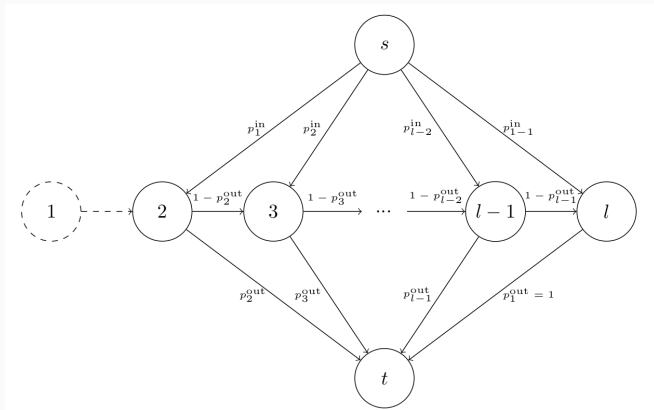 s
p_1^in p_2^in p_{l-2}^in p_{1-1}^in
1 - p_2^out 1 - p_3^out 1 - p_{l-2}^out 1 - p_{l-1}^out
1 2 3 ... l - 1 l
p_2^out p_3^out p_{l-1}^out p_1^out = 1
t